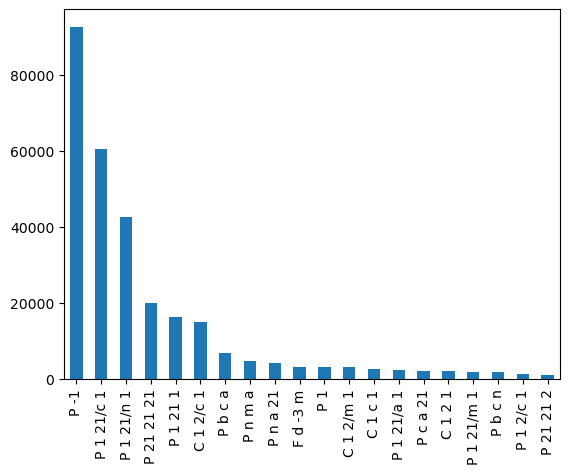 80000
60000
40000
20000
0
P -1
P 1 21/c 1
P 1 21/n 1
P 21 21 21
P 1 21 1
C 1 2/c 1
P b c a
P n m a
P n a 21
F d -3 m
P 1
C 1 2/m 1
C 1 c 1
P 1 21/a 1
P c a 21
C 1 2 1
P 1 21/m 1
P b c n
P 1 2/c 1
P 21 21 2